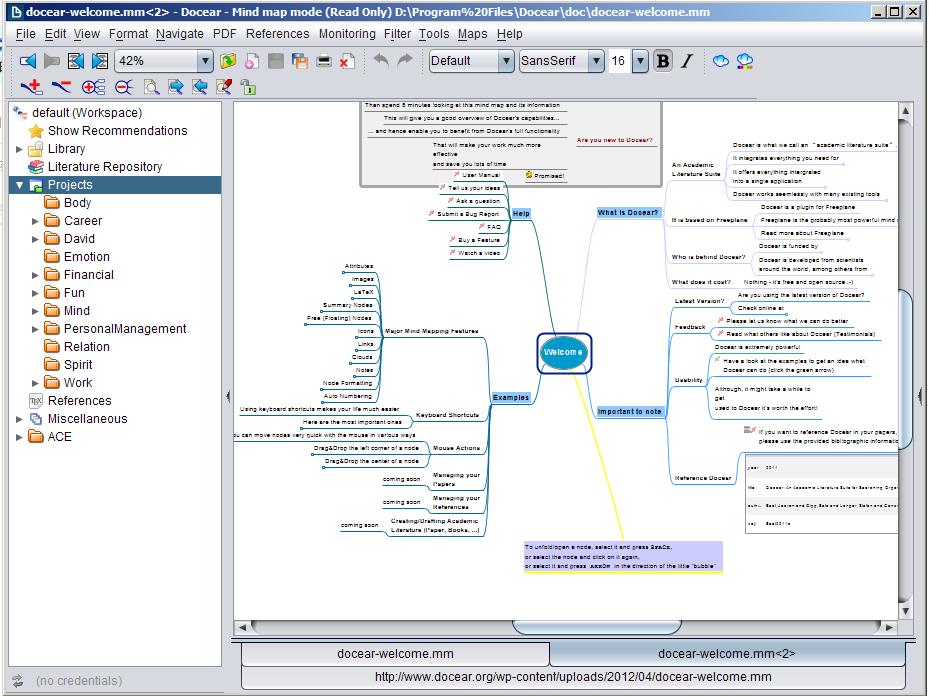 docear-welcome.mm<2> - Docear - Mind map mode (Read Only) D:\Program%20Files\Docear\doc\docear-welcome.mm
File Edit View Format Navigate PDF References Monitoring Filter Tools Maps Help
42% Default SansSerif 16 B I
default (Workspace)
Show Recommendations
Library
Literature Repository
Projects
Body
Career
David
Emotion
Financial
Fun
Mind
PersonalManagement
Relation
Spirit
Work
References
Miscellaneous
ACE
(no credentials)
Then spend 5 minutes looking at this mind map and its information
This will give you a good overview of Docear's capabilities...
... and hence enable you to benefit from Docear's full functionality
That will make your work much more
effective
and save you lots of time
Promised!
Are you new to Docear?
User Manual
Tell us your ideas
Ask a question
Submit a Bug Report
FAQ
Buy a Feature
Watch a video
Help
Attributes
Images
LaTeX
Summary Nodes
Free (Floating) Nodes
Icons
Links
Clouds
Notes
Node Formatting
Auto Numbering
Major Mind Mapping Features
Using keyboard shortcuts makes your life much easier
Here are the most important ones
Keyboard Shortcuts
ou can move nodes very quick with the mouse in various ways
Drag&Drop the left corner of a node
Drag&Drop the center of a node
Mouse Actions
coming soon
Managing your
Papers
coming soon
Managing your
References
coming soon
Creating/Drafting Academic
Literature (Paper, Books, ...)
Examples
Welcome
What is Docear?
An Academic
Literature Suite
Docear is what we call an "academic literature suite".
It integrates everything you need for
It offers everything intergrated
into a single application
Docear works seemlessly with many existing tools
It is based on Freeplane
Docear is a plugin for Freeplane
Freeplane is the probably most powerful mind
Read more about Freeplane
Who is behind Docear?
Docear is funded by
Docear is developed from scientists
around the world, among others from
What does it cost?
Nothing - it's free and open source :-)
Important to note
Latest Version?
Are you using the latest version of Docear?
Check online at
Feedback
Please let us know what we can do better
Read what others like about Docear (Testimonials)
Usability
Docear is extremely powerful
Have a look at the examples to get an idea what
Docear can do (click the green arrow)
Although, it might take a while to
get
used to Docear it's worth the effort!
Reference Docear
If you want to reference Docear in your papers,
please use the provided bibliographic informatio
year 2011
title Docear: An Academic Literature Suite for Searching, Organ
auth... Beel, Joeran and Gipp, Bela and Langer, Stefan and Genz
key Beel2011a
To unfold/open a node, select it and press SPACE,
or select the node and click on it again,
or select it and press ARROW in the direction of the little "bubble"
docear-welcome.mm docear-welcome.mm<2>
http://www.docear.org/wp-content/uploads/2012/04/docear-welcome.mm